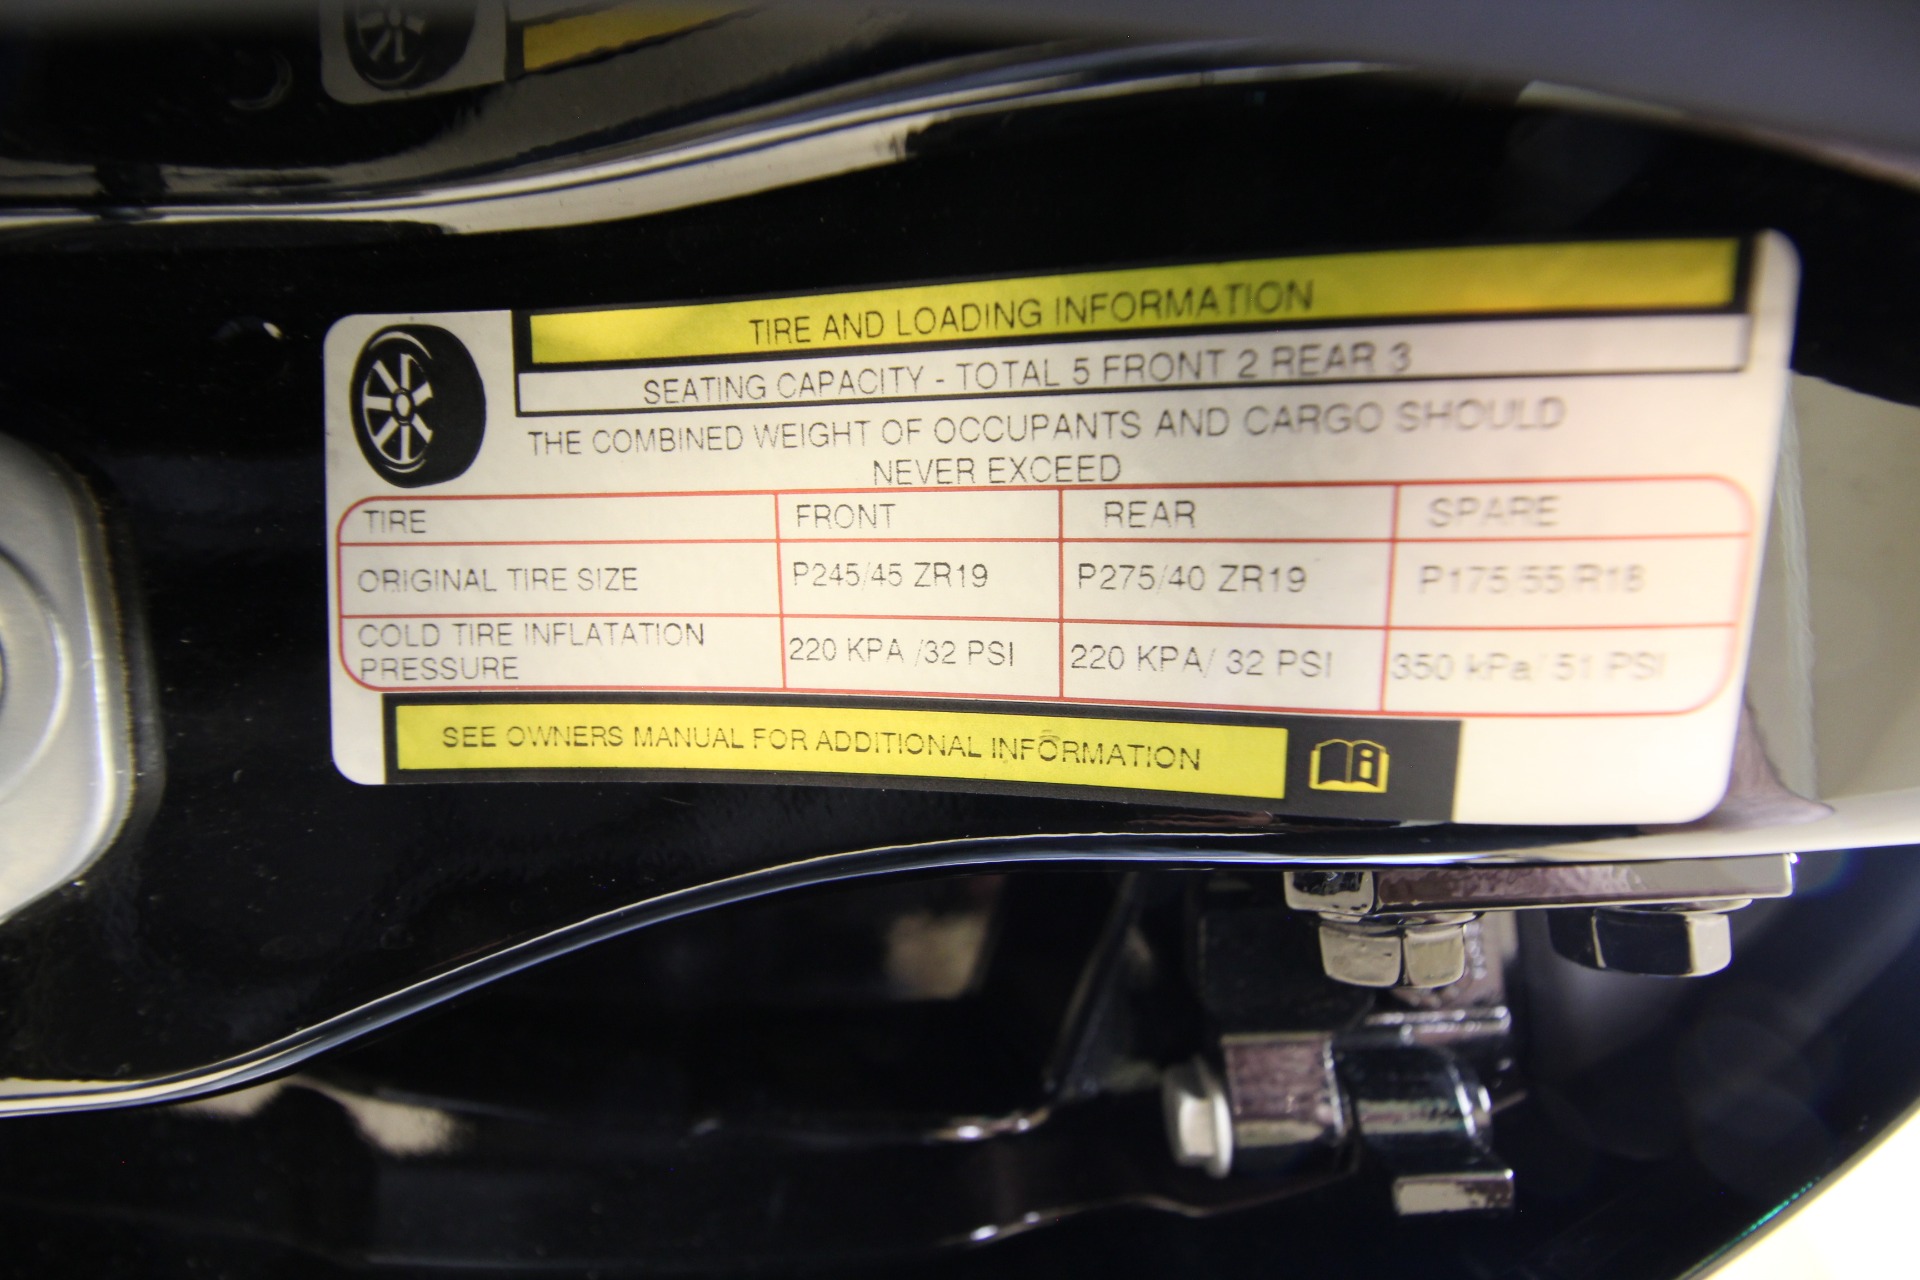 TIRE AND LOADING INFORMATION
SEATING CAPACITY - TOTAL 5 FRONT 2 REAR 3
THE COMBINED WEIGHT OF OCCUPANTS AND CARGO SHOULD
NEVER EXCEED
TIRE FRONT REAR SPARE
ORIGINAL TIRE SIZE P245/45 ZR19 P275/40 ZR19 P175/55/R18
COLD TIRE INFLATATION
PRESSURE 220 KPA /32 PSI 220 KPA/ 32 PSI 350 kPa/ 51 PSI
SEE OWNERS MANUAL FOR ADDITIONAL INFORMATION